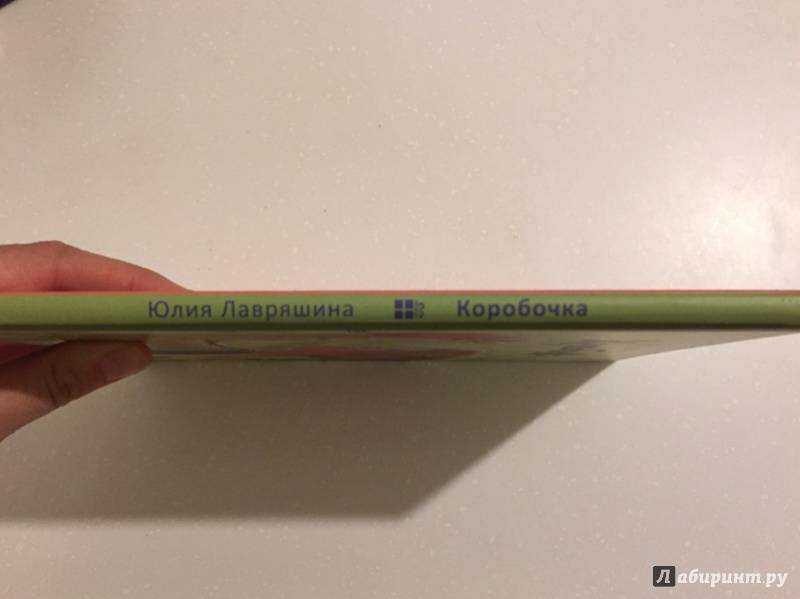 Юлия Лавряшина Коробочка
Лабиринт.ру